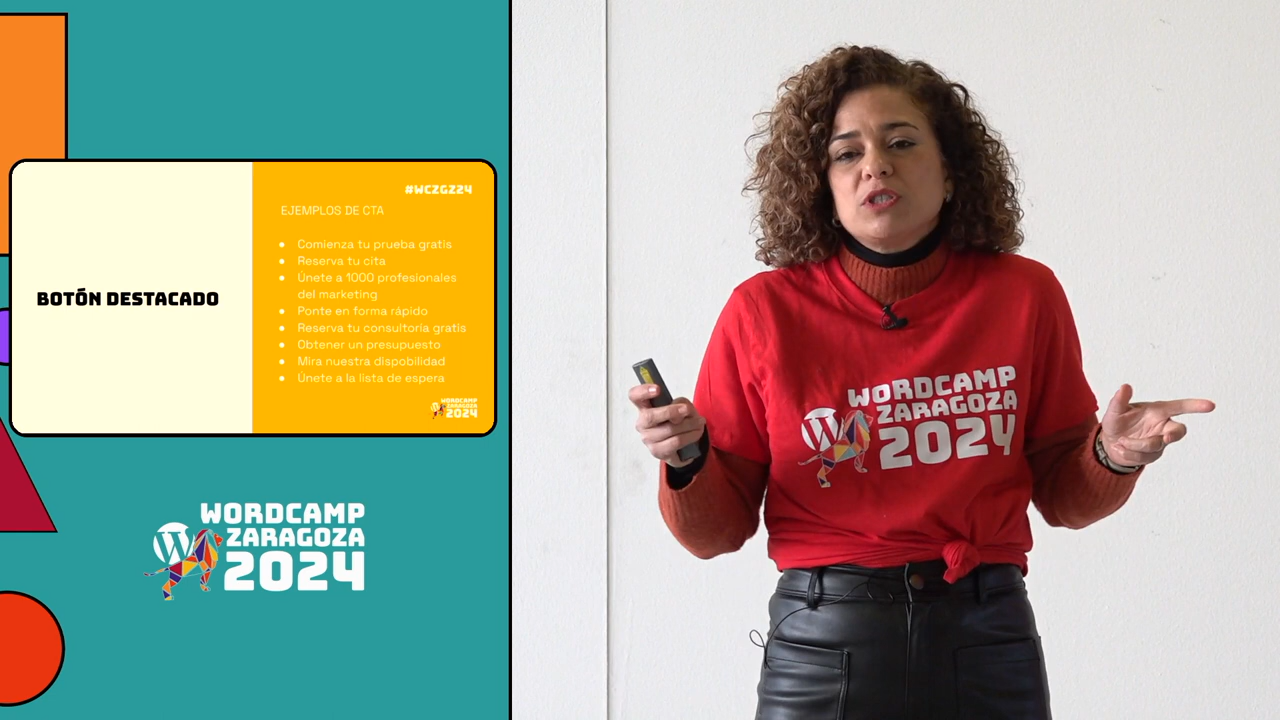 #WCZGZ24
EJEMPLOS DE CTA
BOTÓN DESTACADO
● Comienza tu prueba gratis
● Reserva tu cita
● Únete a 1000 profesionales
del marketing
● Ponte en forma rápido
● Reserva tu consultoría gratis
● Obtener un presupuesto
● Mira nuestra dispobilidad
● Únete a la lista de espera
WORDCAMP
ZARAGOZA
2024
WORDCAMP
ZARAGOZA
2024
WORDCAMP
ZARAGOZA
2024